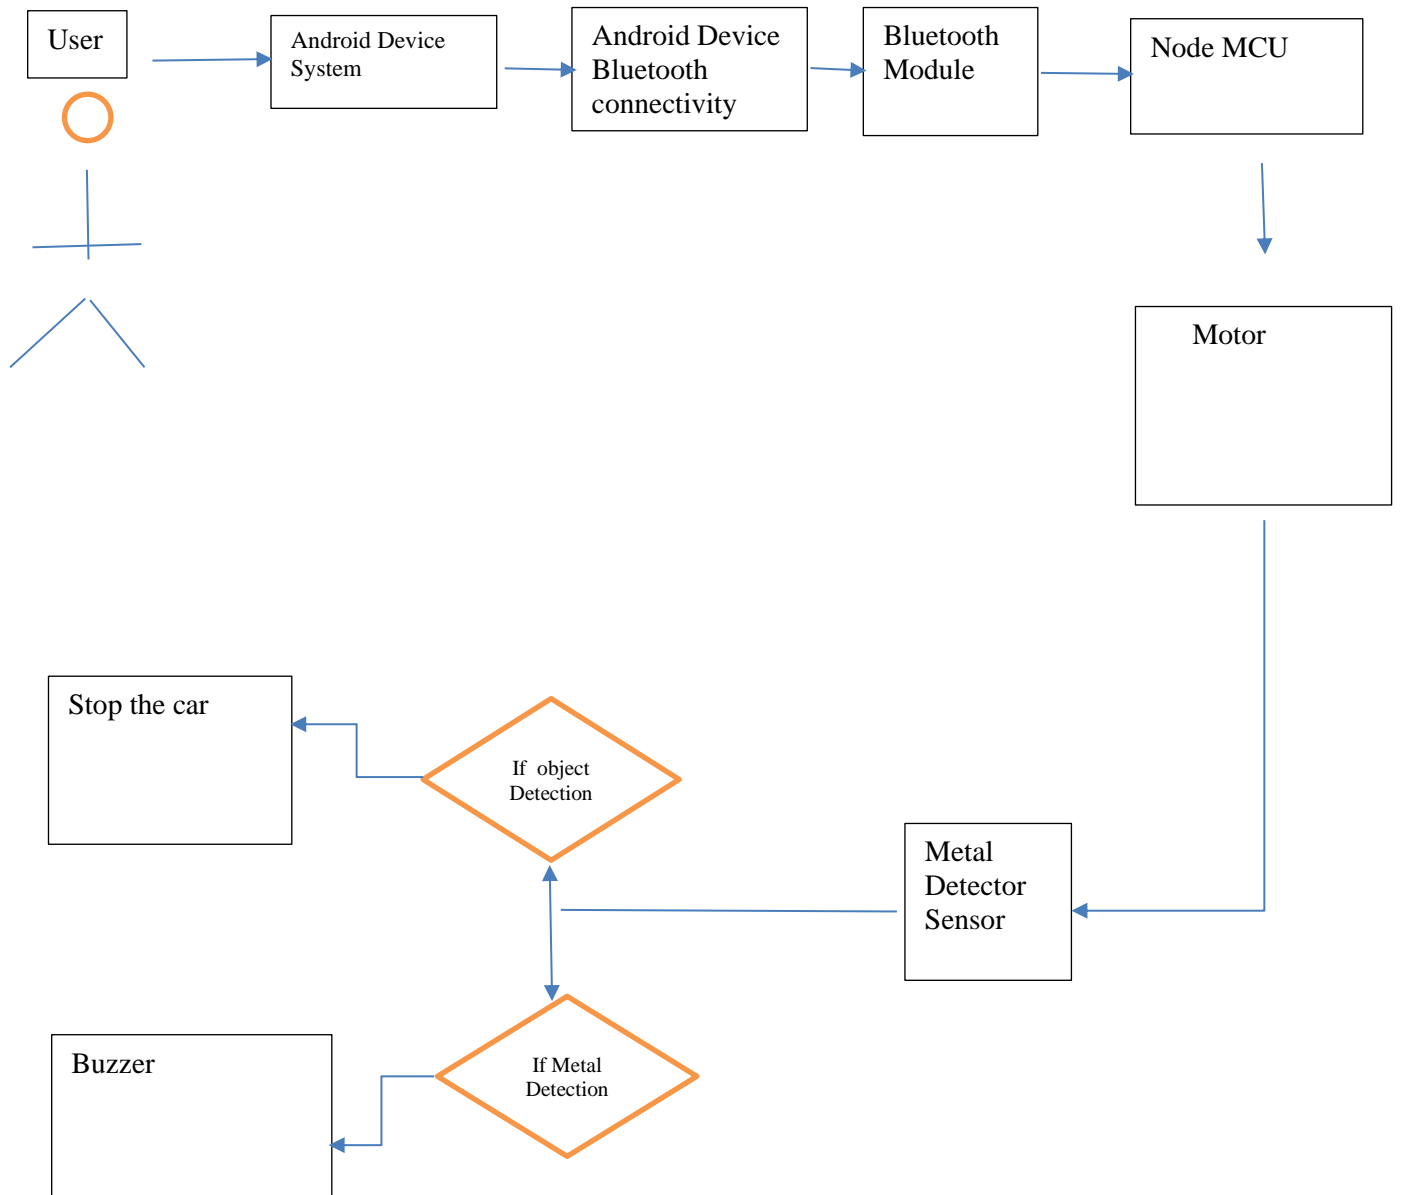 User
Android Device
System
Android Device
Bluetooth
connectivity
Bluetooth
Module
Node MCU
Motor
Stop the car
If  object
Detection
Metal
Detector
Sensor
If Metal
Detection
Buzzer